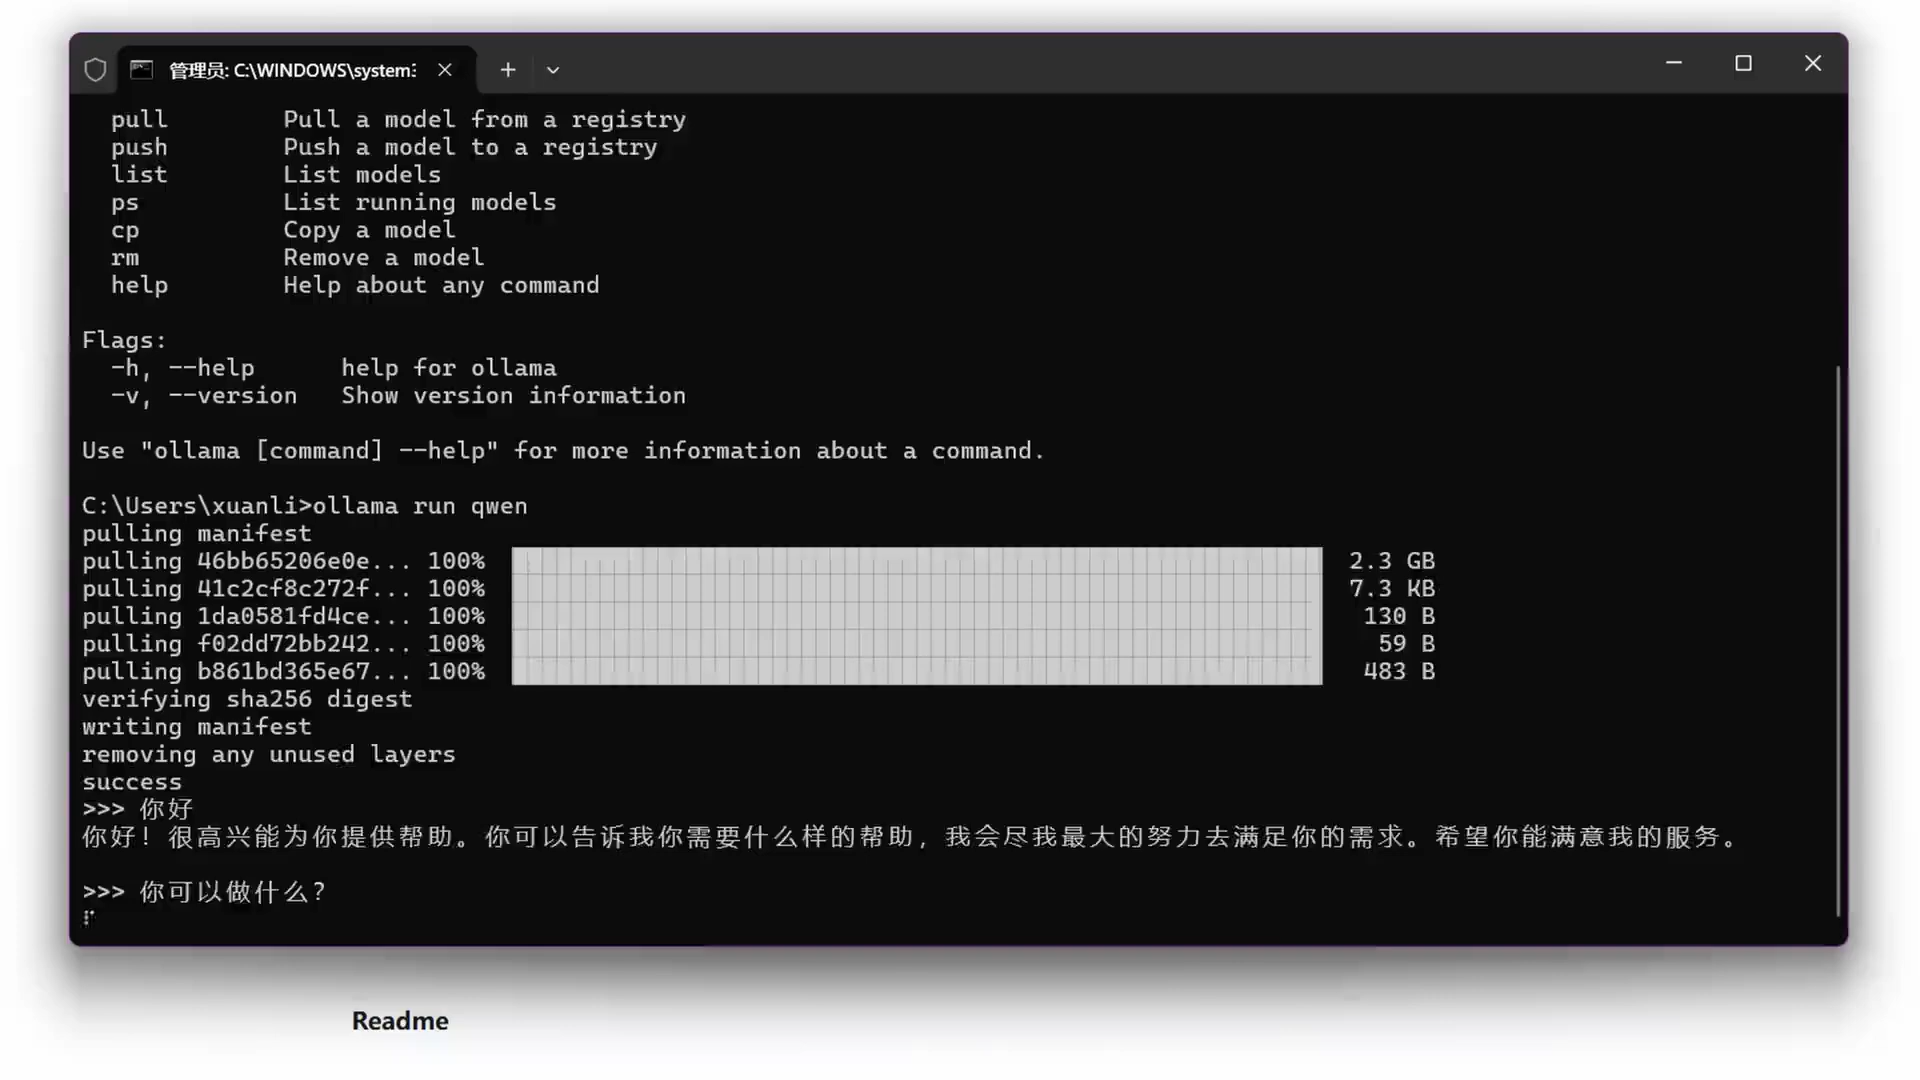 管理员: C:\WINDOWS\system3
pull        Pull a model from a registry
push        Push a model to a registry
list        List models
ps          List running models
cp          Copy a model
rm          Remove a model
help        Help about any command
Flags:
-h, --help      help for ollama
-v, --version   Show version information
Use "ollama [command] --help" for more information about a command.
C:\Users\xuanli>ollama run qwen
pulling manifest
pulling 46bb65206e0e... 100% 2.3 GB
pulling 41c2cf8c272f... 100% 7.3 KB
pulling 1da0581fd4ce... 100% 130 B
pulling f02dd72bb242... 100% 59 B
pulling b861bd365e67... 100% 483 B
verifying sha256 digest
writing manifest
removing any unused layers
success
>>> 你好
你好！很高兴能为你提供帮助。你可以告诉我你需要什么样的帮助，我会尽我最大的努力去满足你的需求。希望你能满意我的服务。
>>> 你可以做什么?
Readme